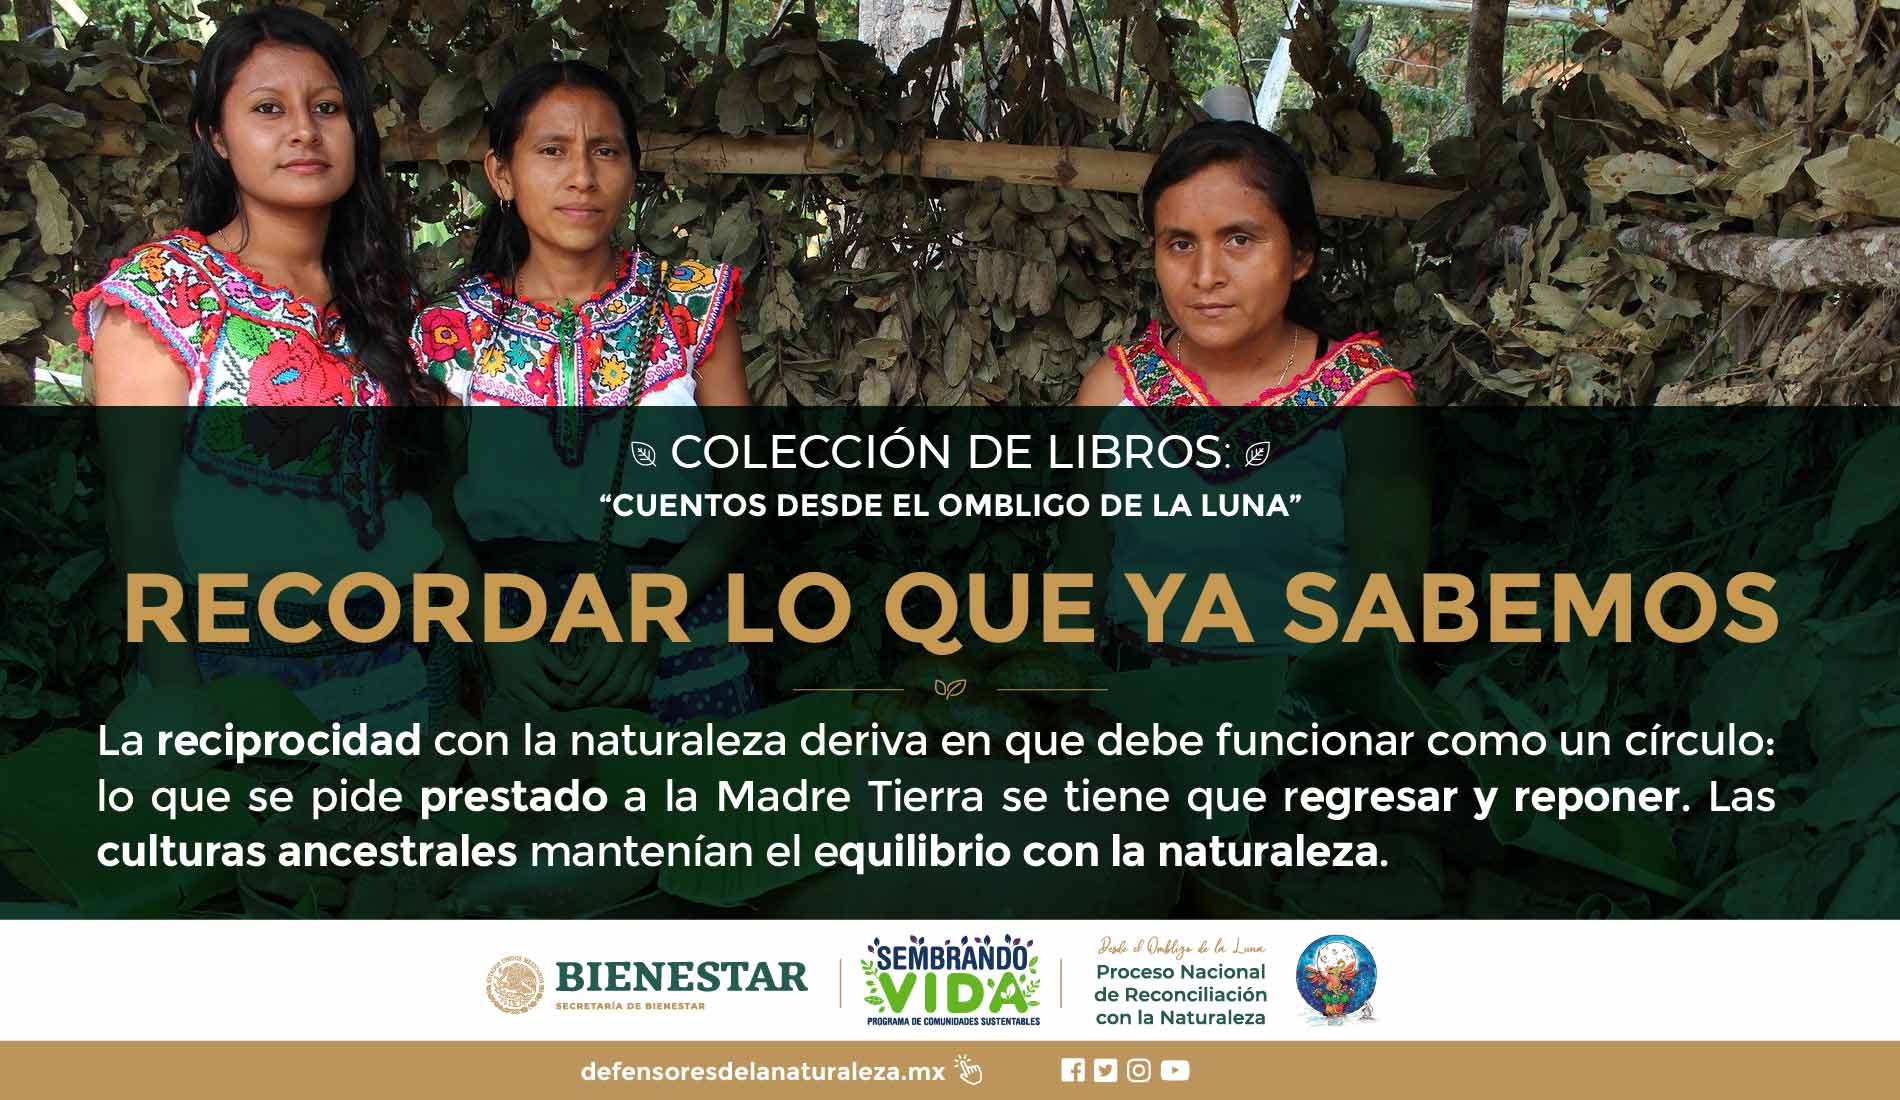 COLECCIÓN DE LIBROS:
“CUENTOS DESDE EL OMBLIGO DE LA LUNA”
RECORDAR LO QUE YA SABEMOS
La reciprocidad con la naturaleza deriva en que debe funcionar como un círculo:
lo que se pide prestado a la Madre Tierra se tiene que regresar y reponer. Las
culturas ancestrales mantenían el equilibrio con la naturaleza.
BIENESTAR
SECRETARÍA DE BIENESTAR
SEMBRANDO
VIDA
PROGRAMA DE COMUNIDADES SUSTENTABLES
Desde el Ombligo de la Luna
Proceso Nacional
de Reconciliación
con la Naturaleza
defensoresdelanaturaleza.mx